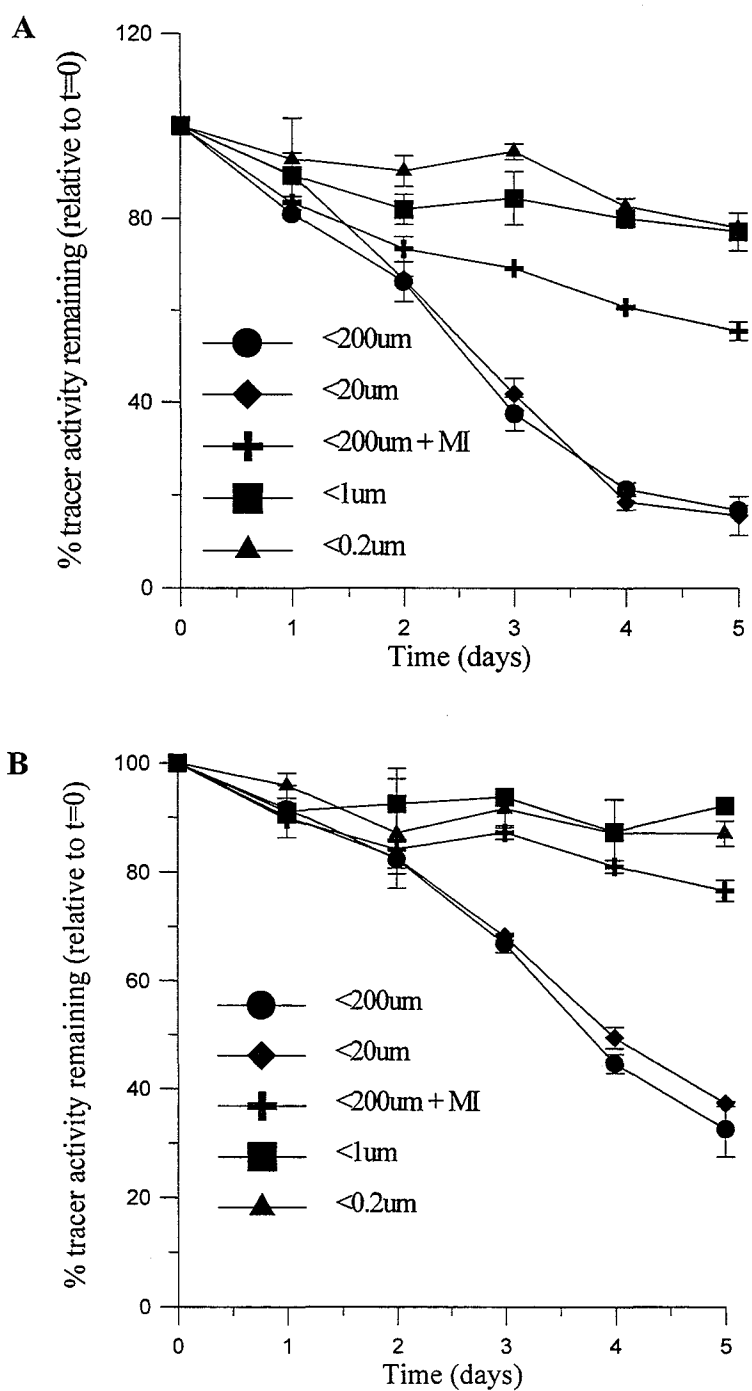 A
120
80
40
0
% tracer activity remaining (relative to t=0)
<200um
<20um
<200um + MI
<1um
<0.2um
0 1 2 3 4 5
Time (days)
B
100
80
60
40
20
0
% tracer activity remaining (relative to t=0)
<200um
<20um
<200um + MI
<1um
<0.2um
0 1 2 3 4 5
Time (days)